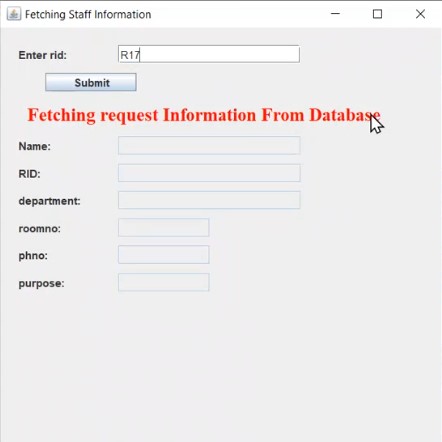 Fetching Staff Information
Enter rid: R17
Submit
Fetching request Information From Database
Name:
RID:
department:
roomno:
phno:
purpose: